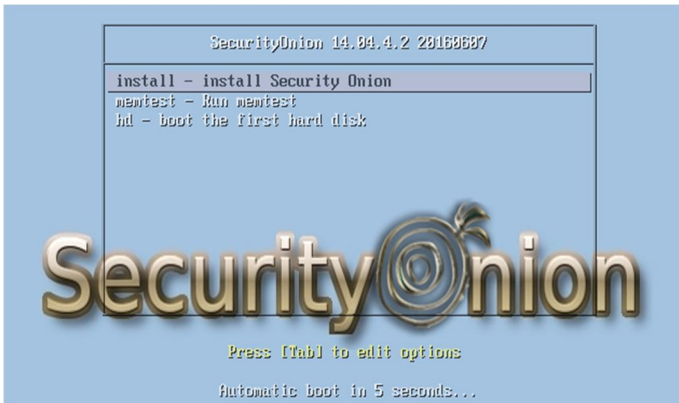 SecurityOnion 14.04.4.2 20160607
install - install Security Onion
memtest - Run memtest
hd - boot the first hard disk
SecurityOnion
Press [Tab] to edit options
Automatic boot in 5 seconds...